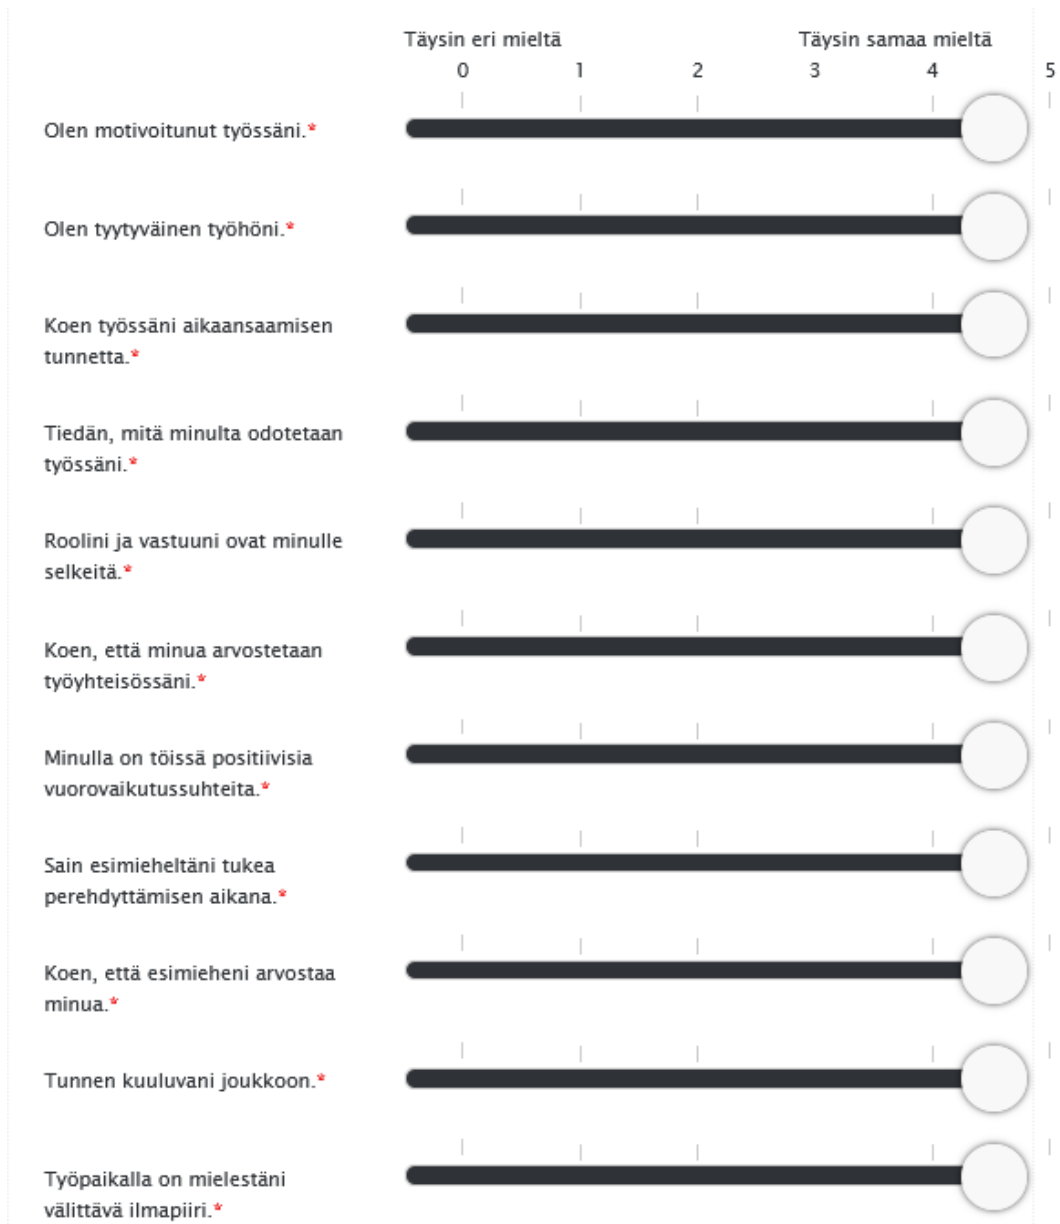 Täysin eri mieltä Täysin samaa mieltä
0 1 2 3 4 5
Olen motivoitunut työssäni.*
Olen tyytyväinen työhöni.*
Koen työssäni aikaansaamisen
tunnetta.*
Tiedän, mitä minulta odotetaan
työssäni.*
Roolini ja vastuuni ovat minulle
selkeitä.*
Koen, että minua arvostetaan
työyhteisössäni.*
Minulla on töissä positiivisia
vuorovaikutussuhteita.*
Sain esimieheltäni tukea
perehdyttämisen aikana.*
Koen, että esimieheni arvostaa
minua.*
Tunnen kuuluvani joukkoon.*
Työpaikalla on mielestäni
välittävä ilmapiiri.*